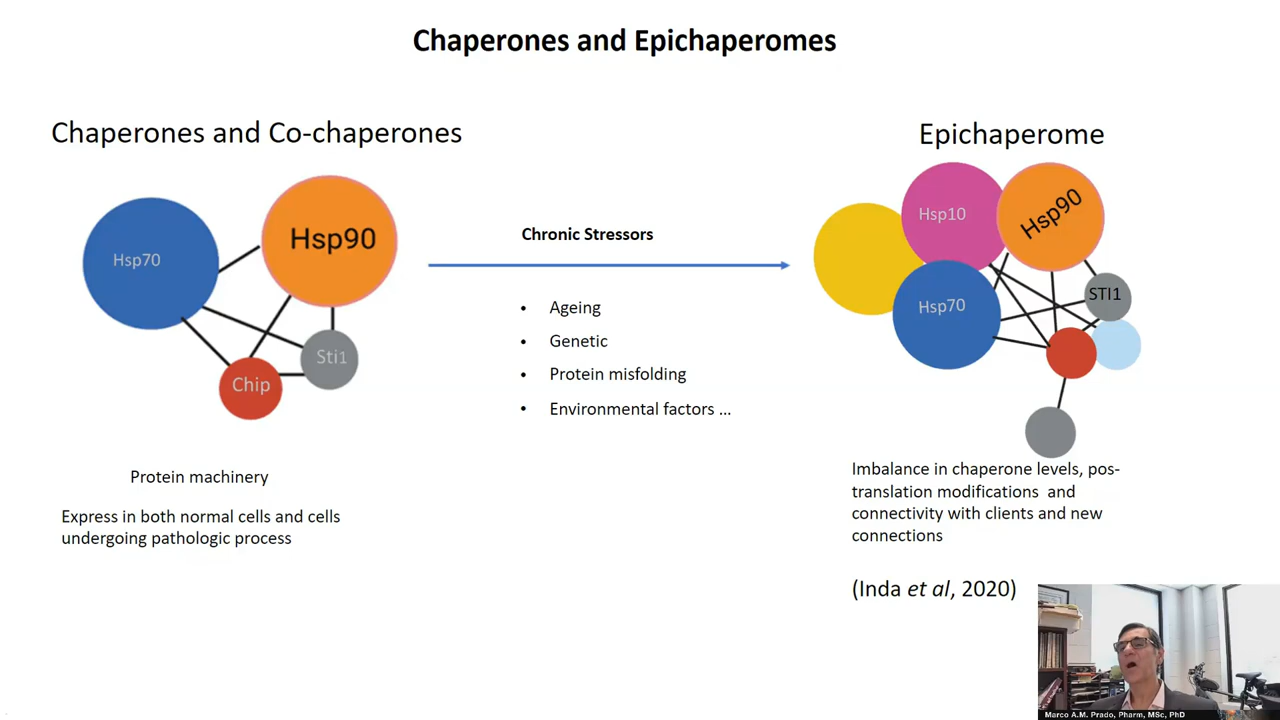 Chaperones and Epichaperomes
Chaperones and Co-chaperones
Hsp70
Hsp90
Chip
Sti1
Protein machinery
Express in both normal cells and cells
undergoing pathologic process
Chronic Stressors
• Ageing
• Genetic
• Protein misfolding
• Environmental factors ...
Epichaperome
Hsp10
Hsp90
Hsp70
STI1
Imbalance in chaperone levels, pos-
translation modifications and
connectivity with clients and new
connections
(Inda et al, 2020)
Marco A.M. Prado, Pharm, MSc, PhD